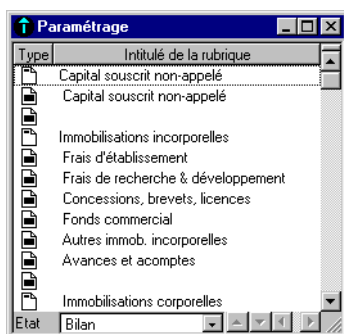 Paramétrage
Type Intitulé de la rubrique
Capital souscrit non-appelé
Capital souscrit non-appelé
Immobilisations incorporelles
Frais d'établissement
Frais de recherche & développement
Concessions, brevets, licences
Fonds commercial
Autres immob. incorporelles
Avances et acomptes
Immobilisations corporelles
Etat Bilan